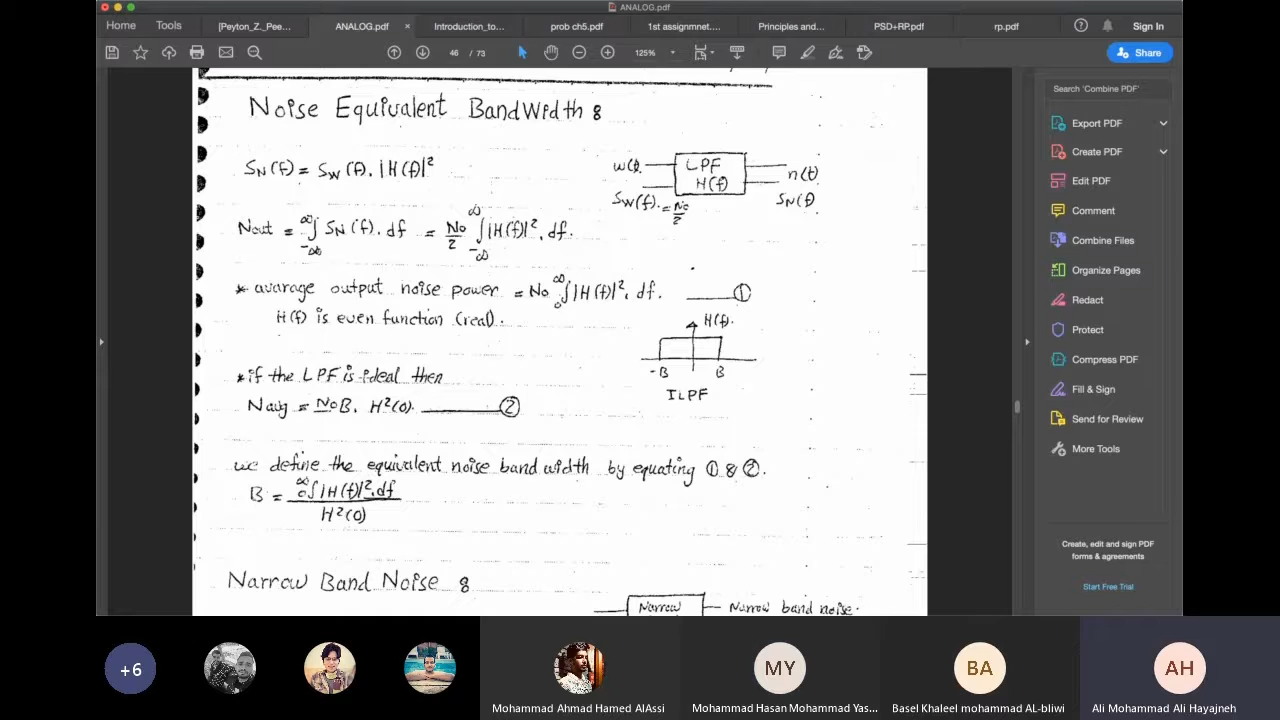 ANALOG.pdf
Home
Tools
[Peyton_Z._Pee...
ANALOG.pdf
×
Introduction_to...
prob ch5.pdf
1st assignmnet....
Principles and...
PSD+RP.pdf
rp.pdf
Sign In
46 / 73
125%
Share
Noise Equivalent BandWidth 8
SN(f) = Sw(f). |H(f)|²
w(t)
LPF
H(f)
n(t)
Sw(f). = No/2
SN(f)
Nout = ∞∫-∞ SN(f). df = No/2 ∞∫-∞ |H(f)|². df.
* avarage output noise power = No ∞∫0 |H(f)|². df. ——— ①
H(f) is even function (real).
H(f).
-B
B
ILPF
* if the LPF is ideal then
Navg = NoB. H²(0). ——— ②
we define the equivalent noise band width by equating ① & ②.
B = ∞∫0 |H(f)|². df / H²(0)
Narrow Band Noise 8
Narrow
Narrow band noise.
Search 'Combine PDF'
Export PDF
Create PDF
Edit PDF
Comment
Combine Files
Organize Pages
Redact
Protect
Compress PDF
Fill & Sign
Send for Review
More Tools
Create, edit and sign PDF
forms & agreements
Start Free Trial
+6
MY
BA
AH
Mohammad Ahmad Hamed AlAssi
Mohammad Hasan Mohammad Yas...
Basel Khaleel mohammad AL-bliwi
Ali Mohammad Ali Hayajneh